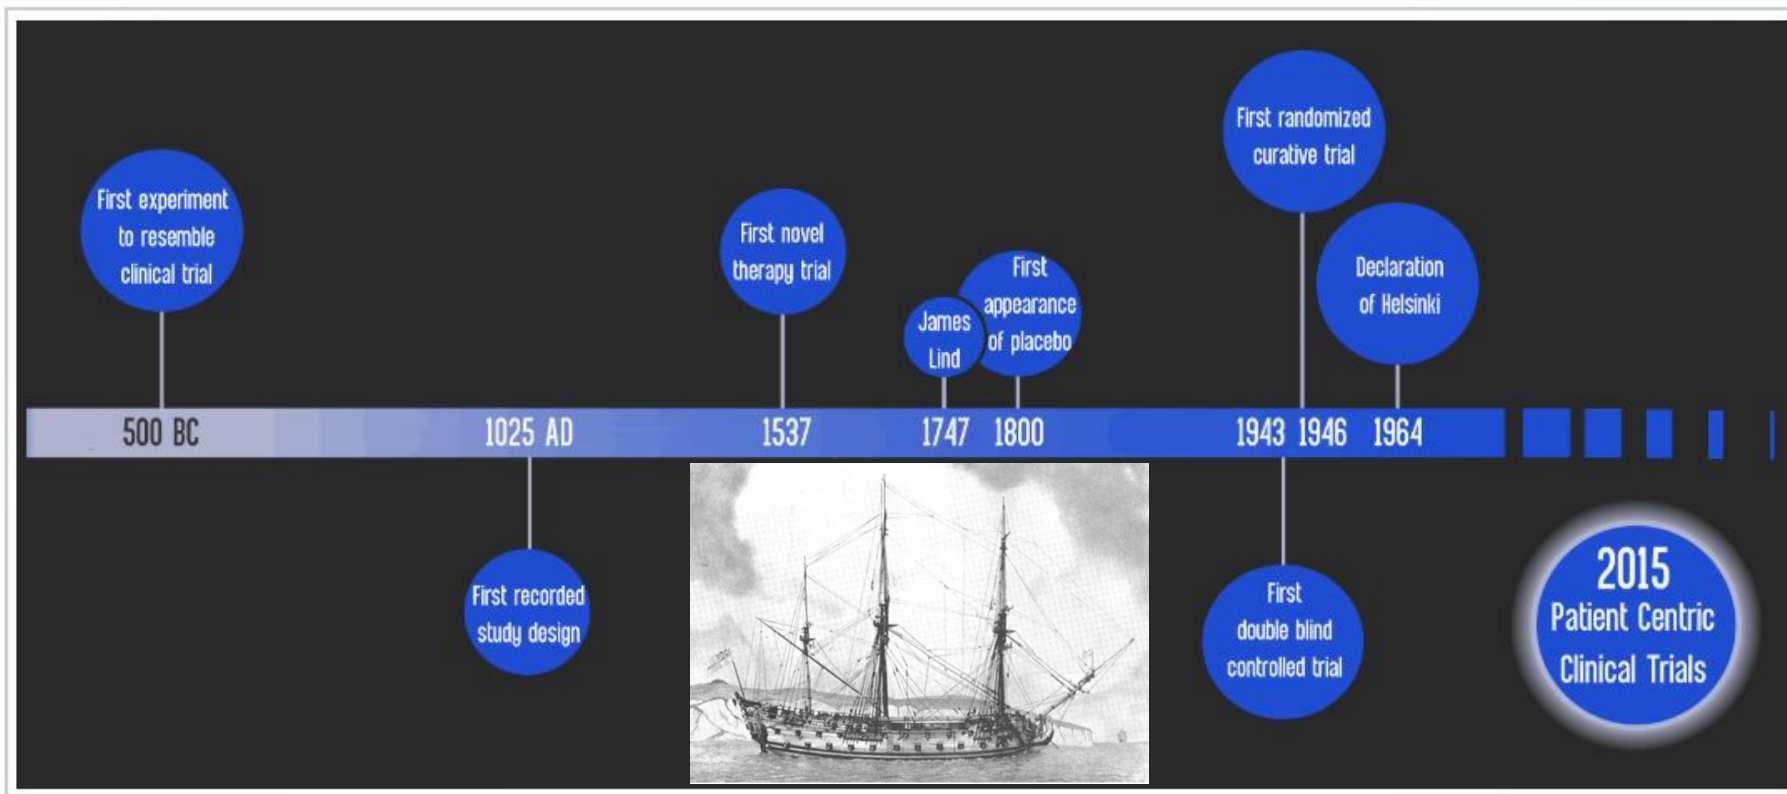 First experiment
to resemble
clinical trial
First novel
therapy trial
James
Lind
First
appearance
of placebo
First randomized
curative trial
Declaration
of Helsinki
500 BC
1025 AD
1537
1747
1800
1943
1946
1964
First recorded
study design
First
double blind
controlled trial
2015
Patient Centric
Clinical Trials